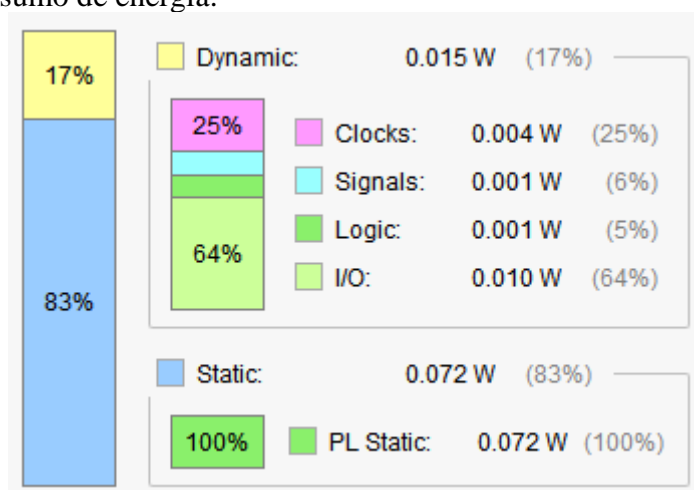 sumo de energía.
17% Dynamic: 0.015 W (17%)
25% Clocks: 0.004 W (25%)
Signals: 0.001 W (6%)
Logic: 0.001 W (5%)
64% I/O: 0.010 W (64%)
83%
Static: 0.072 W (83%)
100% PL Static: 0.072 W (100%)